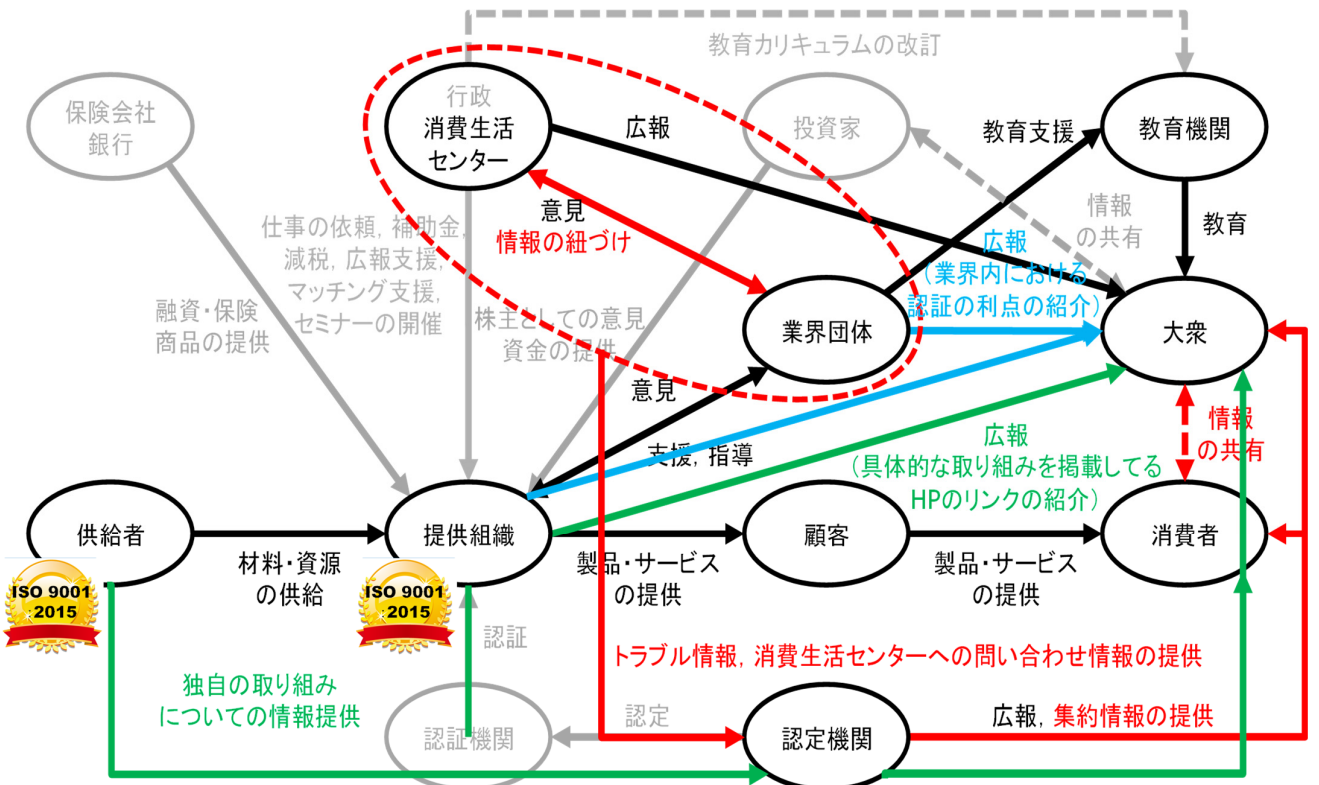 教育カリキュラムの改訂
保険会社
銀行
行政
消費生活
センター
広報
投資家
教育支援
教育機関
意見
情報の紐づけ
情報
の共有
教育
仕事の依頼, 補助金,
減税, 広報支援,
マッチング支援,
セミナーの開催
広報
（業界内における
認証の利点の紹介）
融資・保険
商品の提供
株主としての意見
資金の提供
業界団体
大衆
意見
支援, 指導
広報
（具体的な取り組みを掲載してる
HPのリンクの紹介）
情報
の共有
供給者
材料・資源
の供給
提供組織
製品・サービス
の提供
顧客
製品・サービス
の提供
消費者
ISO 9001
:2015
ISO 9001
:2015
認証
トラブル情報, 消費生活センターへの問い合わせ情報の提供
独自の取り組み
についての情報提供
認証機関
認定
認定機関
広報, 集約情報の提供